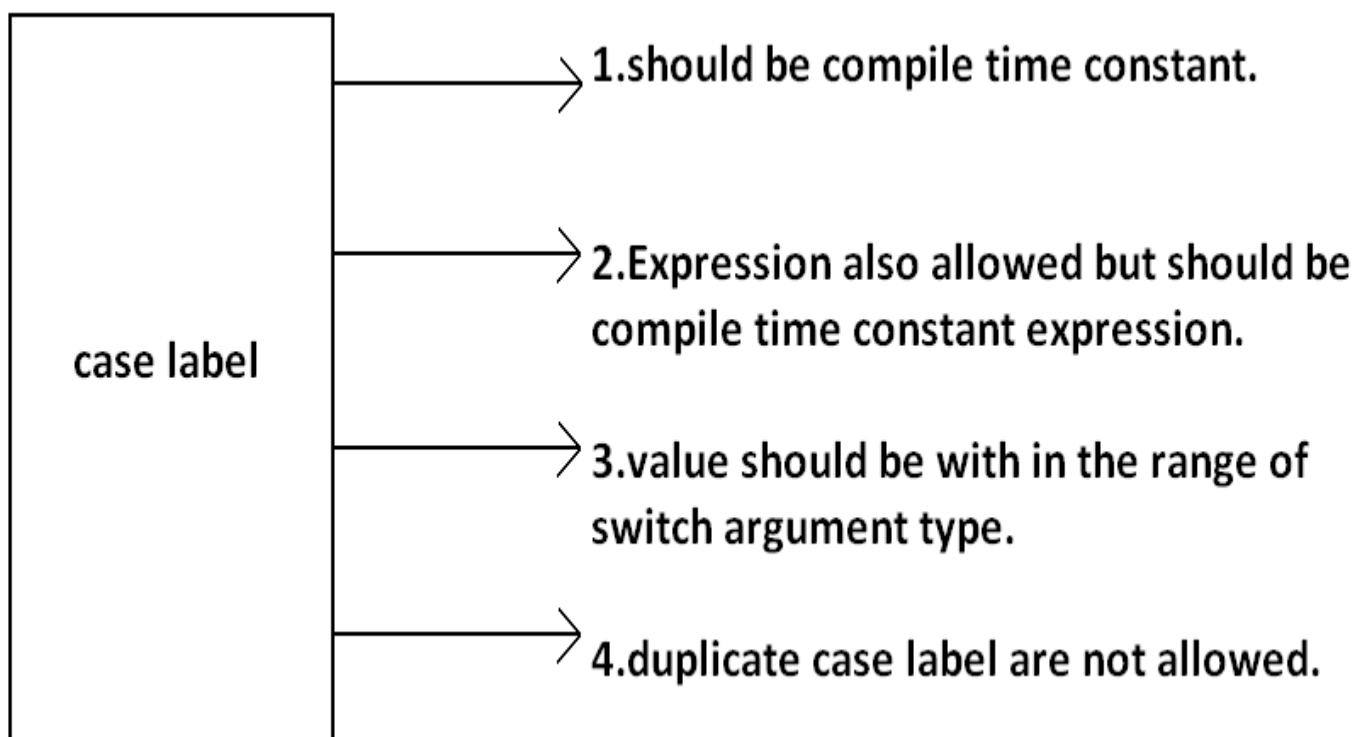 1.should be compile time constant.
2.Expression also allowed but should be
compile time constant expression.
case label
3.value should be with in the range of
switch argument type.
4.duplicate case label are not allowed.